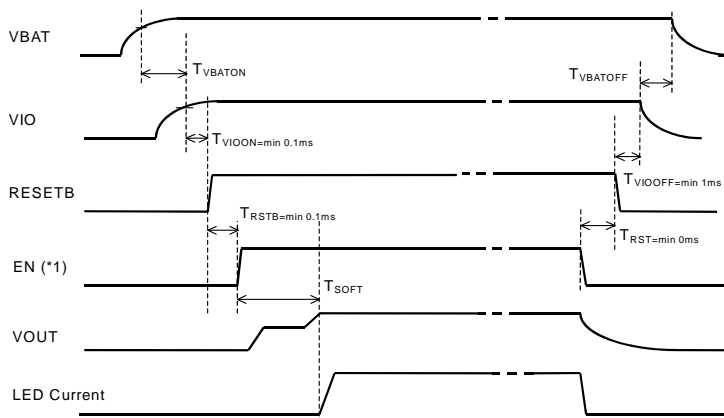 VBAT
TVBATON
TVBATOFF
VIO
TVIOON=min 0.1ms
TVIOOFF=min 1ms
RESETB
TRSTB=min 0.1ms
TRST=min 0ms
EN (*1)
TSOFT
VOUT
LED Current